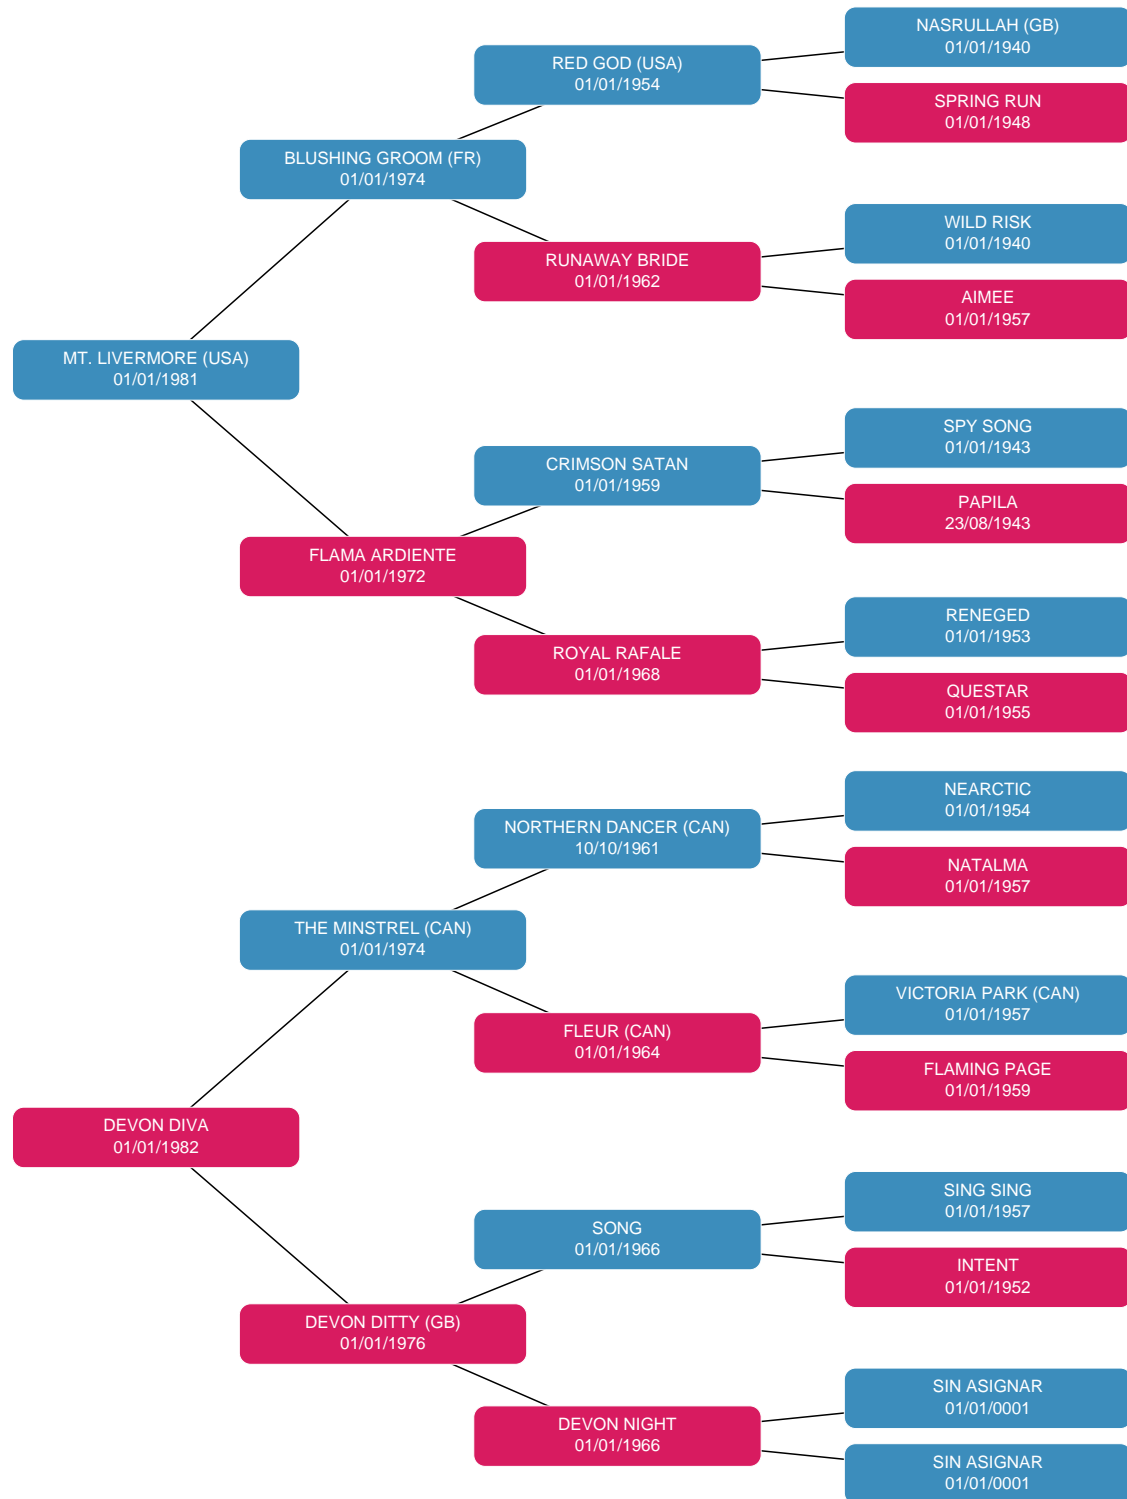 NASRULLAH (GB)
01/01/1940
RED GOD (USA)
01/01/1954
SPRING RUN
01/01/1948
BLUSHING GROOM (FR)
01/01/1974
WILD RISK
01/01/1940
RUNAWAY BRIDE
01/01/1962
AIMEE
01/01/1957
MT. LIVERMORE (USA)
01/01/1981
SPY SONG
01/01/1943
CRIMSON SATAN
01/01/1959
PAPILA
23/08/1943
FLAMA ARDIENTE
01/01/1972
RENEGED
01/01/1953
ROYAL RAFALE
01/01/1968
QUESTAR
01/01/1955
NEARCTIC
01/01/1954
NORTHERN DANCER (CAN)
10/10/1961
NATALMA
01/01/1957
THE MINSTREL (CAN)
01/01/1974
VICTORIA PARK (CAN)
01/01/1957
FLEUR (CAN)
01/01/1964
FLAMING PAGE
01/01/1959
DEVON DIVA
01/01/1982
SING SING
01/01/1957
SONG
01/01/1966
INTENT
01/01/1952
DEVON DITTY (GB)
01/01/1976
SIN ASIGNAR
01/01/0001
DEVON NIGHT
01/01/1966
SIN ASIGNAR
01/01/0001